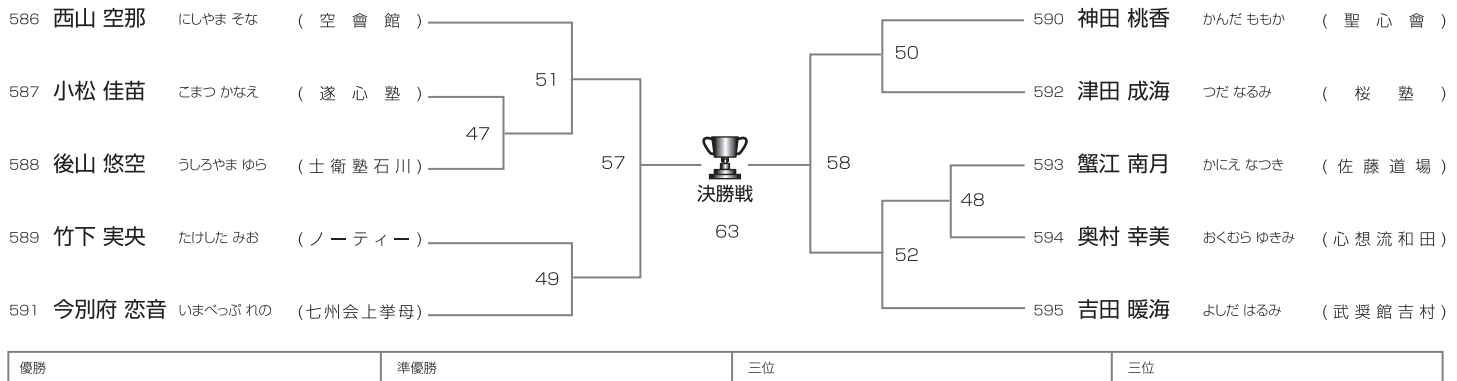 586 西山 空那 にしやま そな (空會館)
587 小松 佳苗 こまつ かなえ (遂心塾)
588 後山 悠空 うしろやま ゆら (士衛塾石川)
589 竹下 実央 たけした みお (ノーティー)
591 今別府 恋音 いまべっぷ れの (七州会上挙母)
51
47
57
49
決勝戦
63
50
58
48
52
590 神田 桃香 かんだ ももか (聖心會)
592 津田 成海 つだ なるみ (桜塾)
593 蟹江 南月 かにえ なつき (佐藤道場)
594 奥村 幸美 おくむら ゆきみ (心想流和田)
595 吉田 暖海 よしだ はるみ (武奨館吉村)
優勝 準優勝 三位 三位